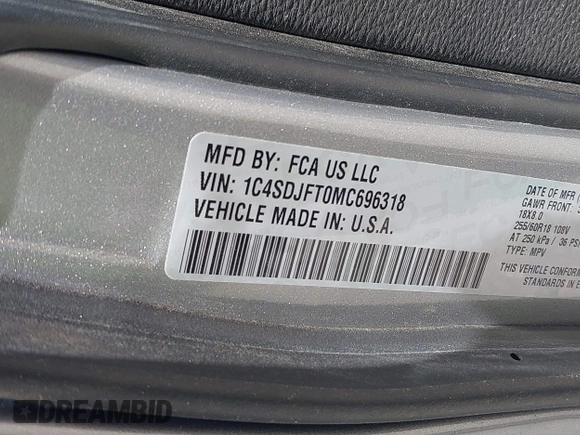 MFD BY: FCA US LLC
VIN: 1C4SDJFT0MC696318
VEHICLE MADE IN: U.S.A.
DATE OF MFR
GAWR FRONT:
18X8.0
255/60R18 108V
AT 250 kPa / 36 PSI
TYPE: MPV
THIS VEHICLE CONFORM
STANDARDS IN E
DREAMBID